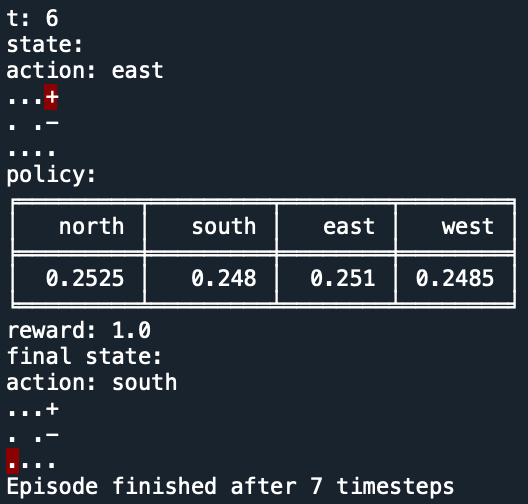 t: 6
state:
action: east
...+
. .-
....
policy:
north south east west
0.2525 0.248 0.251 0.2485
reward: 1.0
final state:
action: south
...+
. .-
....
Episode finished after 7 timesteps